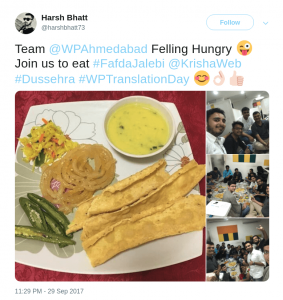 Harsh Bhatt
@harshbhatt73
Follow
Team @WPAhmedabad Felling Hungry 😜
Join us to eat #FafdaJalebi @KrishaWeb
#Dussehra #WPTranslationDay 😊👌🏻👍🏻
11:29 PM - 29 Sep 2017